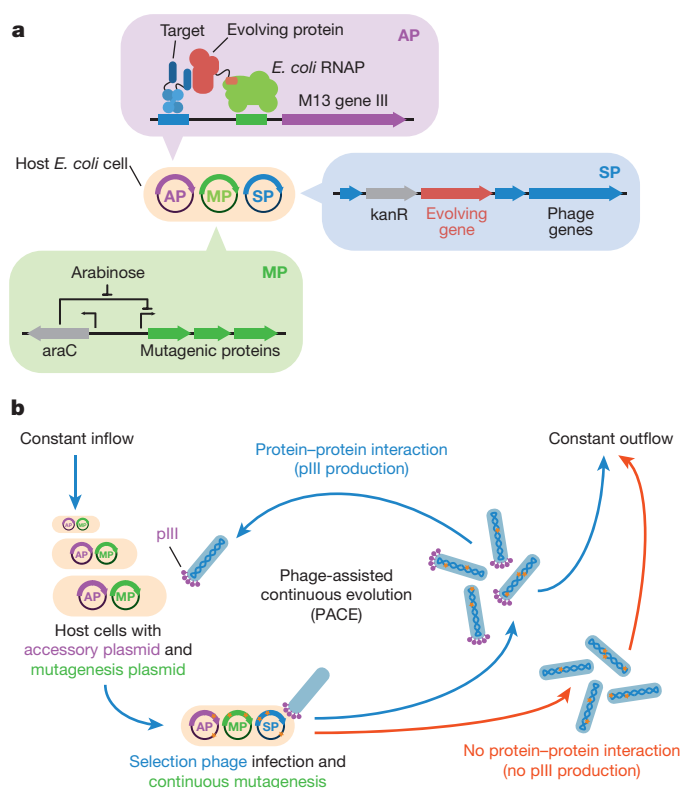 a
Target
Evolving protein
AP
E. coli RNAP
M13 gene III
Host E. coli cell
AP
MP
SP
SP
kanR
Evolving
gene
Phage
genes
MP
Arabinose
araC
Mutagenic proteins
b
Constant inflow
Constant outflow
Protein–protein interaction
(pIII production)
pIII
AP
MP
AP
MP
AP
MP
Phage-assisted
continuous evolution
(PACE)
Host cells with
accessory plasmid and
mutagenesis plasmid
AP
MP
SP
Selection phage infection and
continuous mutagenesis
No protein–protein interaction
(no pIII production)